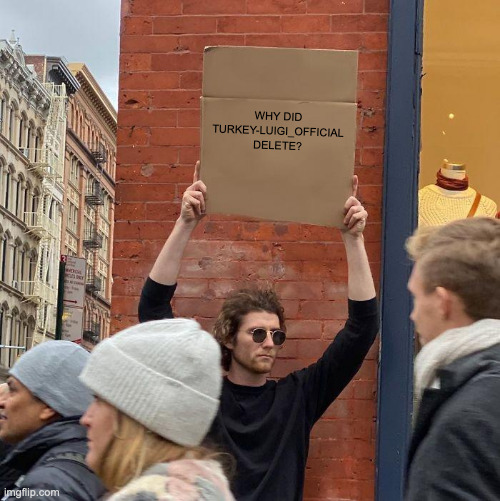 WHY DID
TURKEY-LUIGI_OFFICIAL
DELETE?
imgflip.com